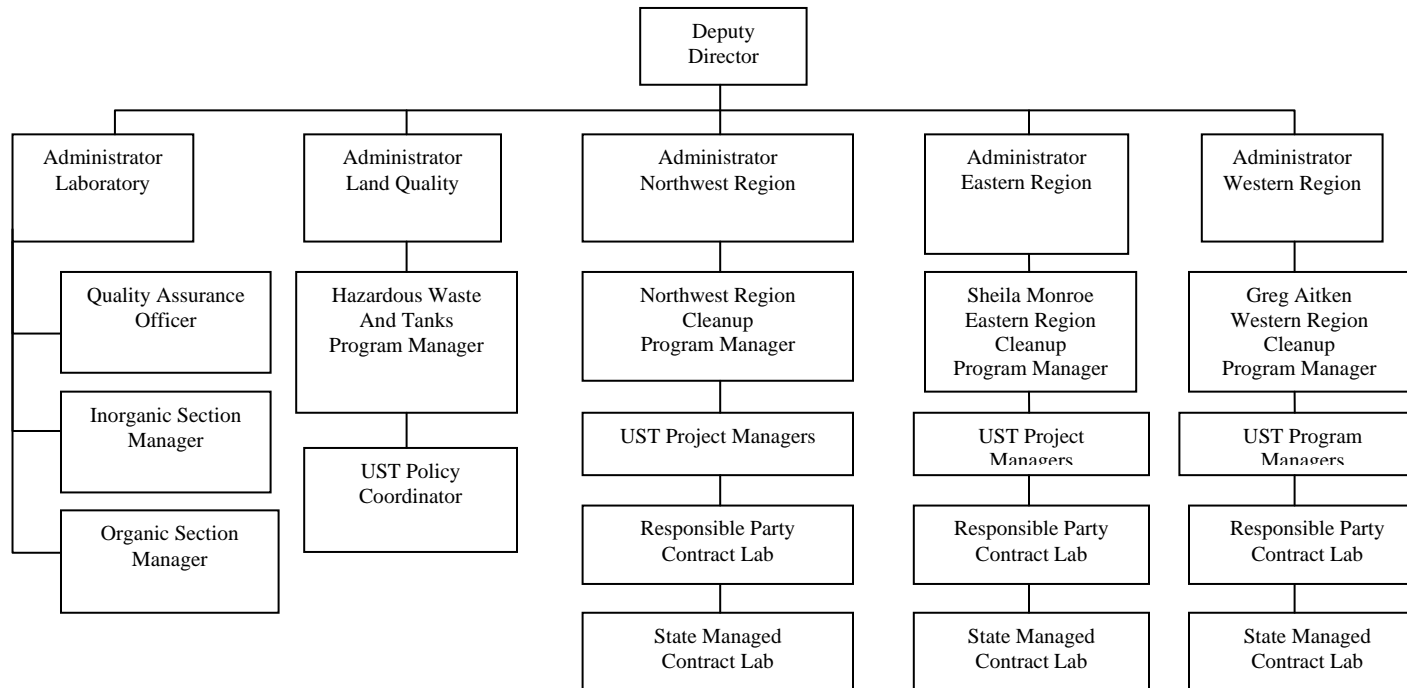 Deputy
Director
Administrator
Laboratory
Administrator
Land Quality
Administrator
Northwest Region
Administrator
Eastern Region
Administrator
Western Region
Quality Assurance
Officer
Inorganic Section
Manager
Organic Section
Manager
Hazardous Waste
And Tanks
Program Manager
UST Policy
Coordinator
Northwest Region
Cleanup
Program Manager
UST Project Managers
Responsible Party
Contract Lab
State Managed
Contract Lab
Sheila Monroe
Eastern Region
Cleanup
Program Manager
UST Project
Managers
Responsible Party
Contract Lab
State Managed
Contract Lab
Greg Aitken
Western Region
Cleanup
Program Manager
UST Program
Managers
Responsible Party
Contract Lab
State Managed
Contract Lab